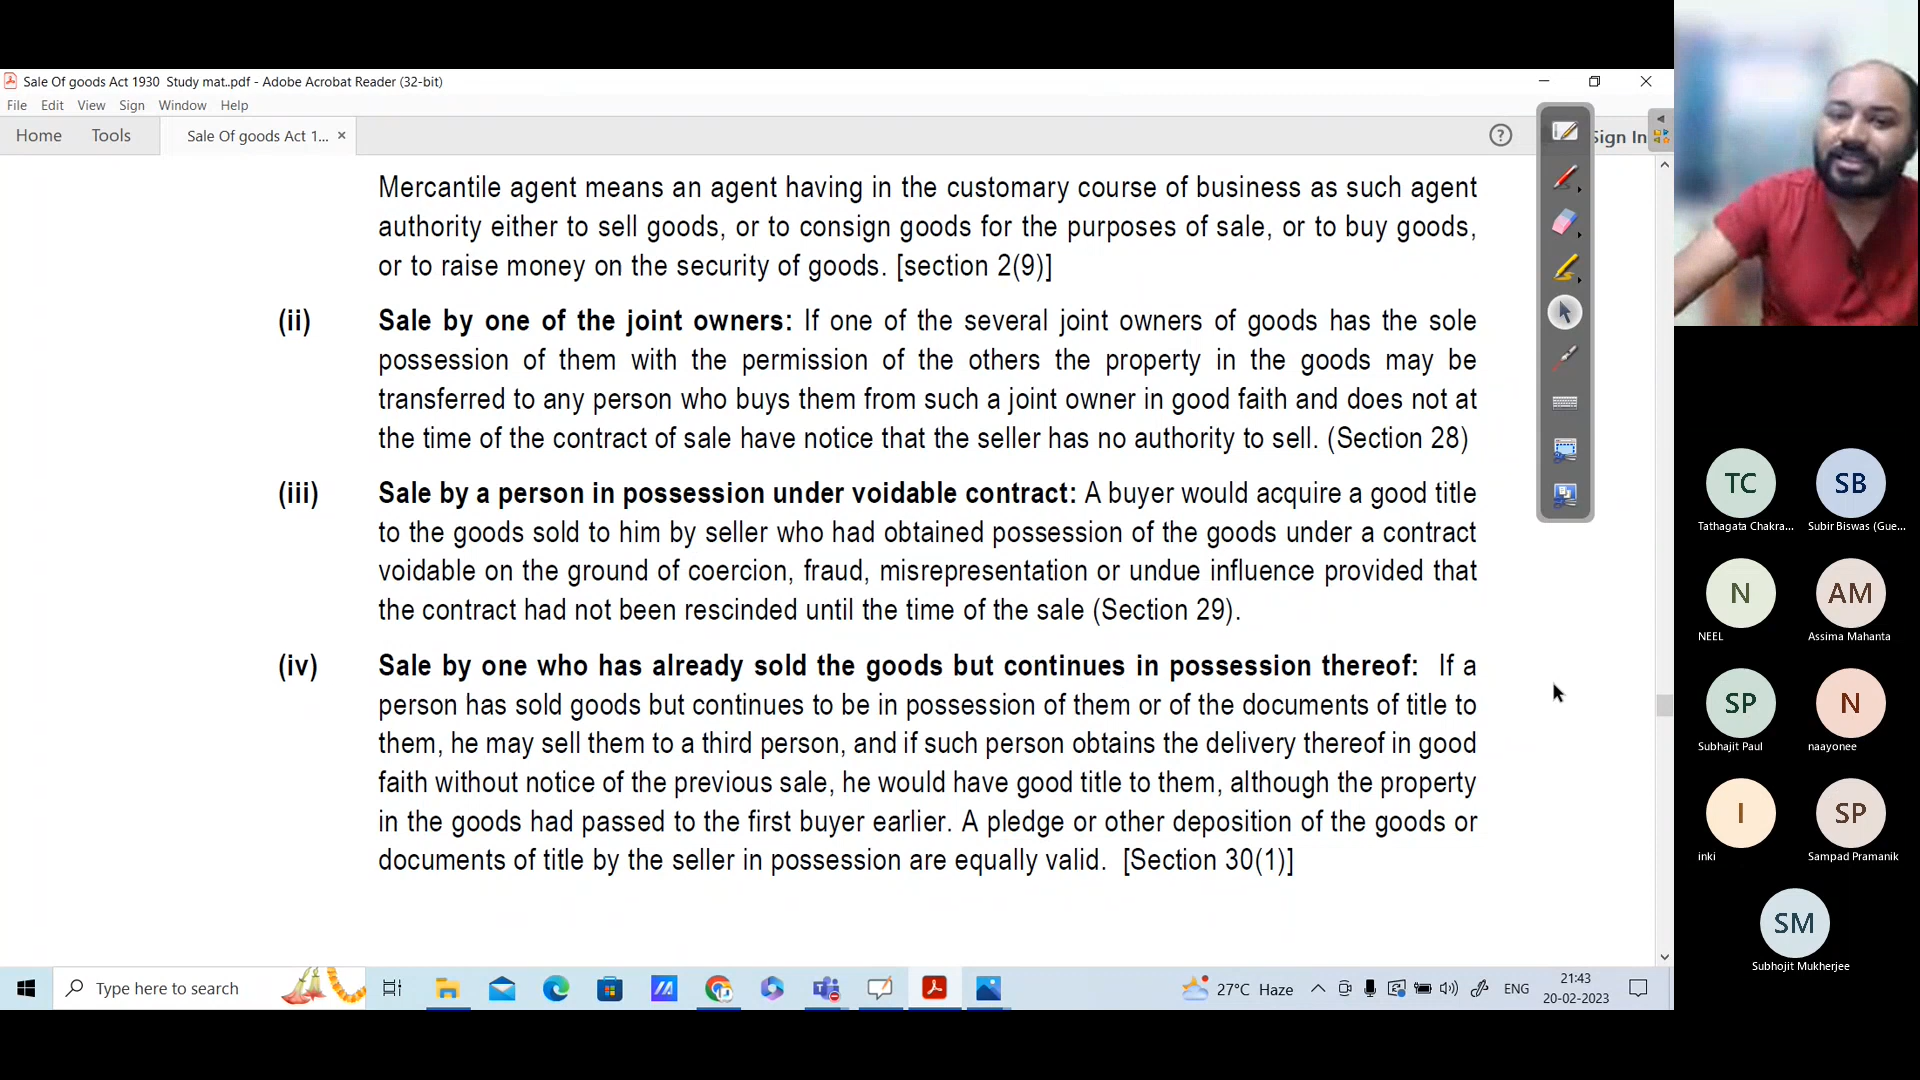 Sale Of goods Act 1930  Study mat..pdf - Adobe Acrobat Reader (32-bit)
File Edit View Sign Window Help
Home Tools Sale Of goods Act 1... × ? Sign In
Mercantile agent means an agent having in the customary course of business as such agent
authority either to sell goods, or to consign goods for the purposes of sale, or to buy goods,
or to raise money on the security of goods. [section 2(9)]
(ii) Sale by one of the joint owners: If one of the several joint owners of goods has the sole
possession of them with the permission of the others the property in the goods may be
transferred to any person who buys them from such a joint owner in good faith and does not at
the time of the contract of sale have notice that the seller has no authority to sell. (Section 28)
(iii) Sale by a person in possession under voidable contract: A buyer would acquire a good title
to the goods sold to him by seller who had obtained possession of the goods under a contract
voidable on the ground of coercion, fraud, misrepresentation or undue influence provided that
the contract had not been rescinded until the time of the sale (Section 29).
(iv) Sale by one who has already sold the goods but continues in possession thereof: If a
person has sold goods but continues to be in possession of them or of the documents of title to
them, he may sell them to a third person, and if such person obtains the delivery thereof in good
faith without notice of the previous sale, he would have good title to them, although the property
in the goods had passed to the first buyer earlier. A pledge or other deposition of the goods or
documents of title by the seller in possession are equally valid. [Section 30(1)]
Type here to search
27°C Haze
ENG
21:43
20-02-2023
TC SB
Tathagata Chakra... Subir Biswas (Gue...
N AM
NEEL Assima Mahanta
SP N
Subhajit Paul naayonee
I SP
inki Sampad Pramanik
SM
Subhojit Mukherjee